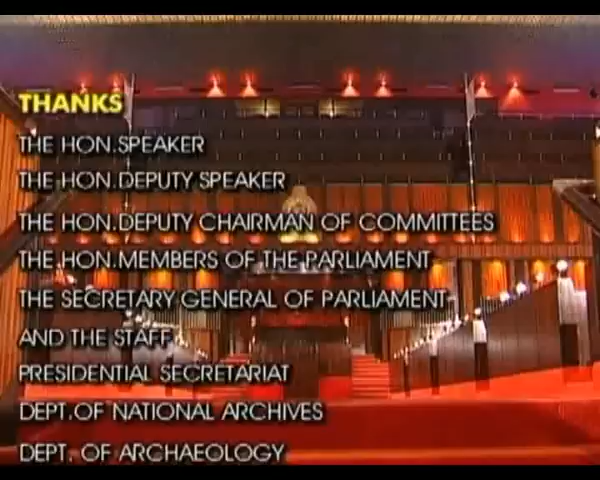 THANKS
THE HON.SPEAKER
THE HON.DEPUTY SPEAKER
THE HON.DEPUTY CHAIRMAN OF COMMITTEES
THE HON.MEMBERS OF THE PARLIAMENT
THE SECRETARY GENERAL OF PARLIAMENT
AND THE STAFF
PRESIDENTIAL SECRETARIAT
DEPT.OF NATIONAL ARCHIVES
DEPT. OF ARCHAEOLOGY